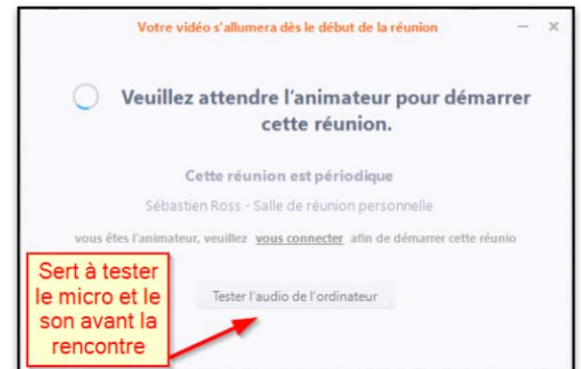 Votre vidéo s'allumera dès le début de la réunion
Veuillez attendre l'animateur pour démarrer
cette réunion.
Cette réunion est périodique
Sébastien Ross - Salle de réunion personnelle
vous êtes l'animateur, veuillez vous connecter afin de démarrer cette réunio
Sert à tester
le micro et le
son avant la
rencontre
Tester l'audio de l'ordinateur